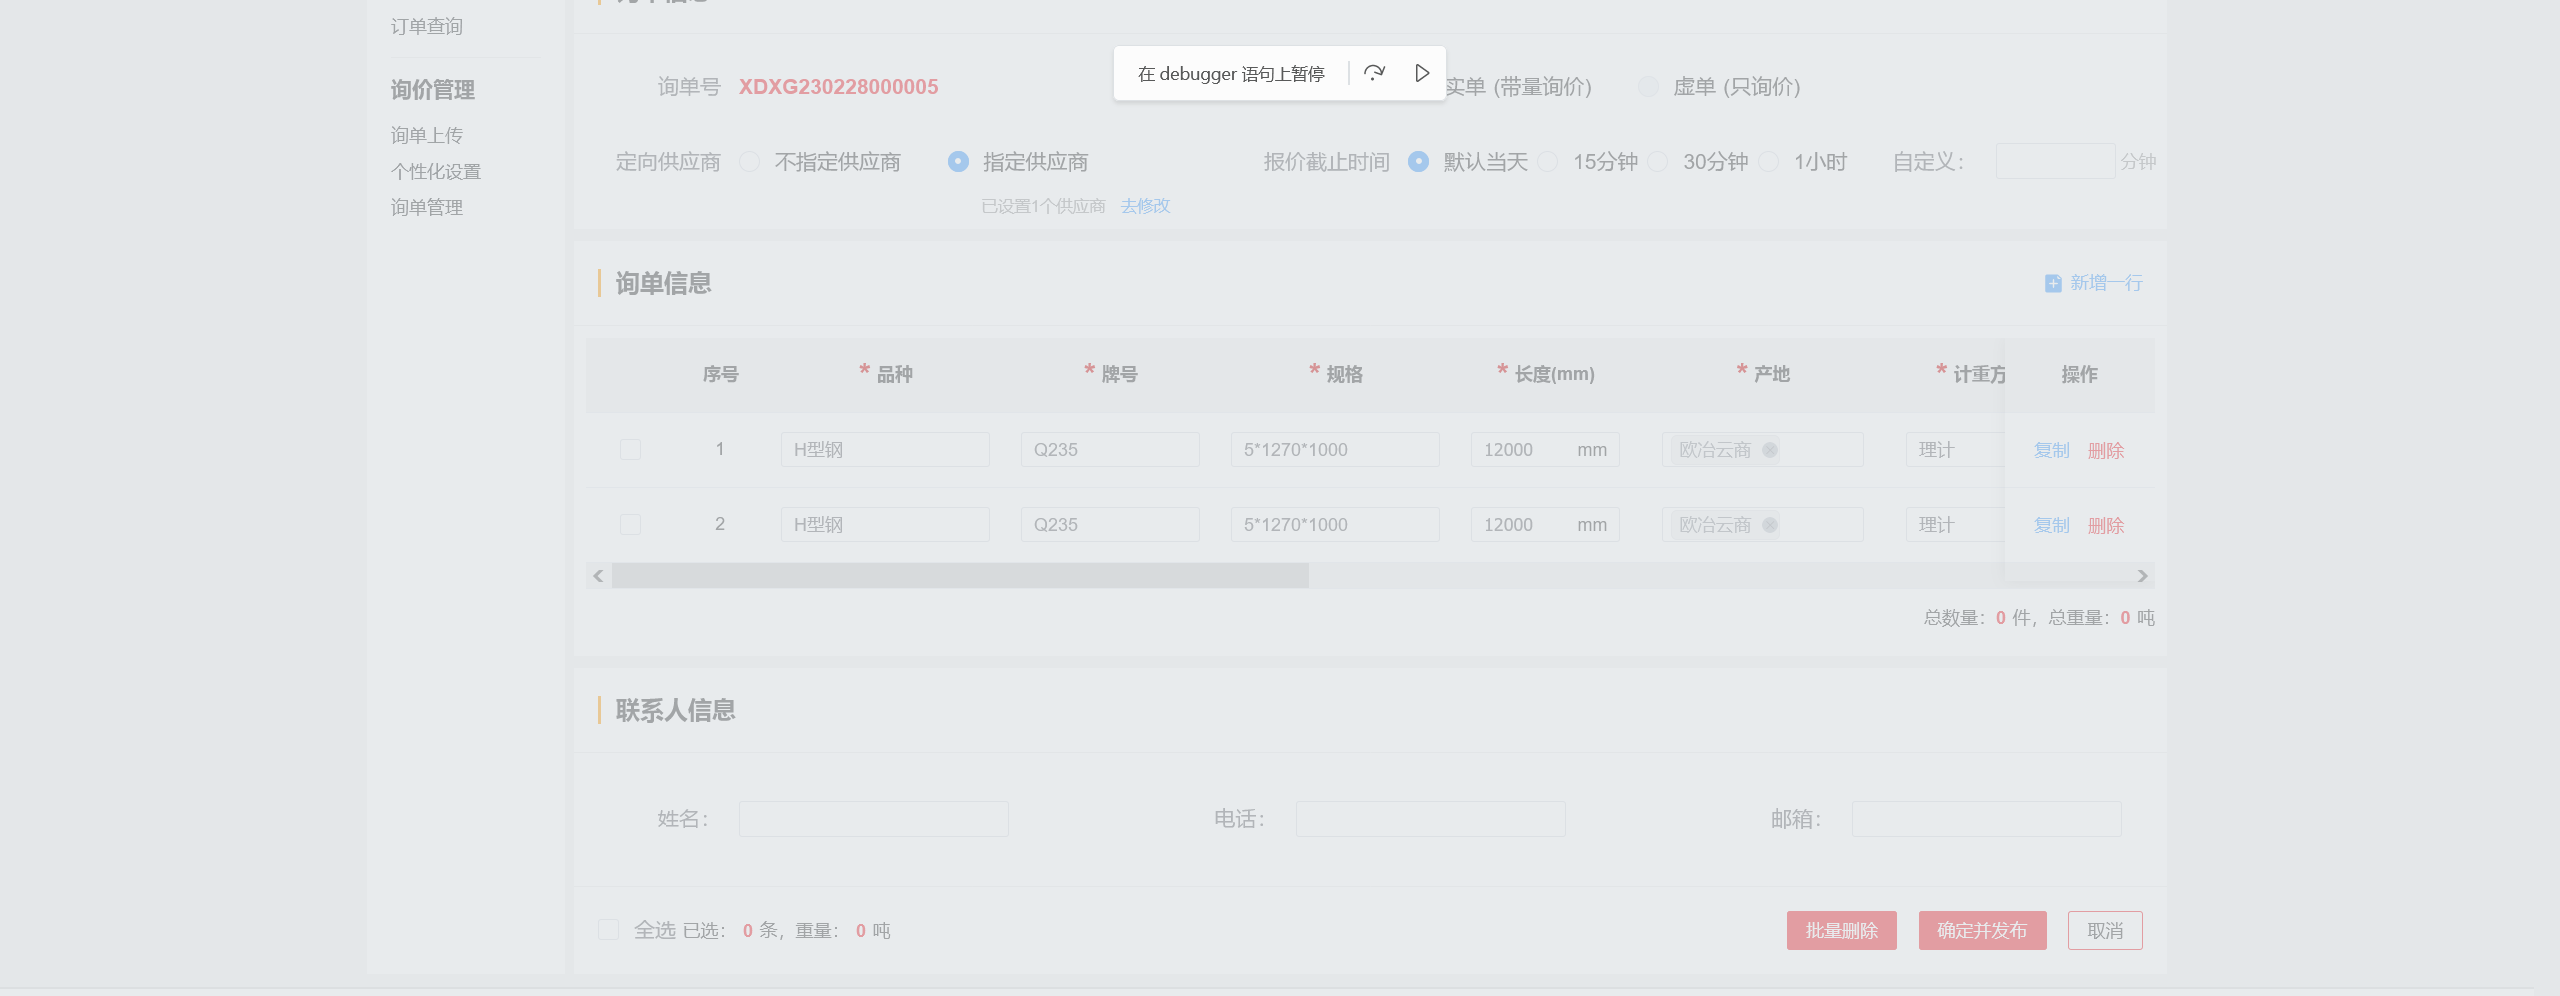 订单查询
询价管理
询单上传
个性化设置
询单管理
在 debugger 语句上暂停
询单号 XDXG230228000005 实单 (带量询价) 虚单 (只询价)
定向供应商 不指定供应商 指定供应商 报价截止时间 默认当天 15分钟 30分钟 1小时 自定义： 分钟
已设置1个供应商 去修改
询单信息 新增一行
序号 * 品种 * 牌号 * 规格 * 长度(mm) * 产地 * 计重方 操作
1 H型钢 Q235 5*1270*1000 12000 mm 欧冶云商 理计 复制 删除
2 H型钢 Q235 5*1270*1000 12000 mm 欧冶云商 理计 复制 删除
总数量：0 件，总重量：0 吨
联系人信息
姓名： 电话： 邮箱：
全选 已选： 0 条，重量： 0 吨 批量删除 确定并发布 取消